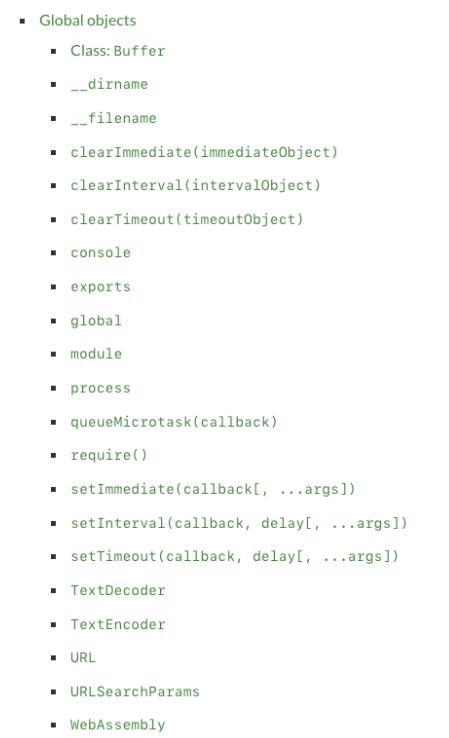 Global objects
Class: Buffer
__dirname
__filename
clearImmediate(immediateObject)
clearInterval(intervalObject)
clearTimeout(timeoutObject)
console
exports
global
module
process
queueMicrotask(callback)
require()
setImmediate(callback[, ...args])
setInterval(callback, delay[, ...args])
setTimeout(callback, delay[, ...args])
TextDecoder
TextEncoder
URL
URLSearchParams
WebAssembly